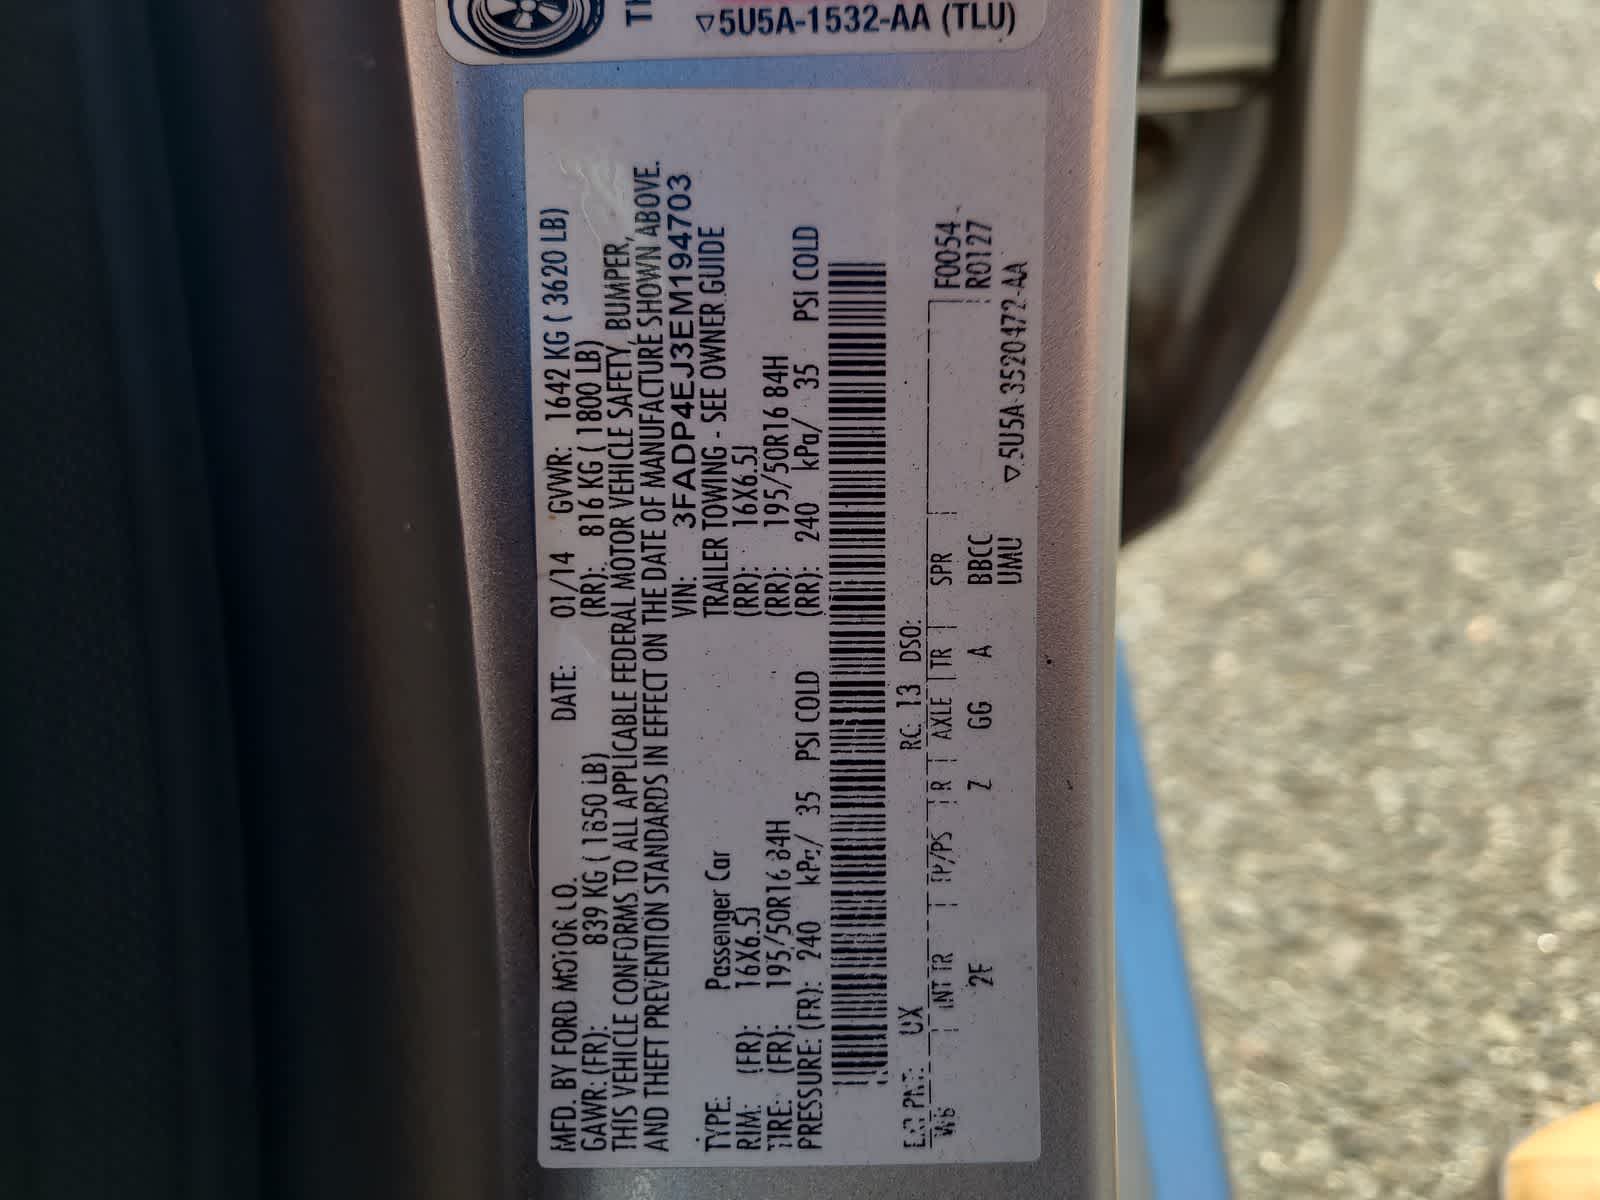 ▽5U5A-1532-AA (TLU)
MFD. BY FORD MOTOR CO. DATE: 01/14 GVWR: 1642 KG ( 3620 LB)
GAWR: (FR): 839 KG ( 1850 LB) (RR): 816 KG ( 1800 LB)
THIS VEHICLE CONFORMS TO ALL APPLICABLE FEDERAL MOTOR VEHICLE SAFETY, BUMPER,
AND THEFT PREVENTION STANDARDS IN EFFECT ON THE DATE OF MANUFACTURE SHOWN ABOVE.
VIN: 3FADP4EJ3EM194703
TYPE: Passenger Car TRAILER TOWING - SEE OWNER GUIDE
RIM: (FR): 16X6.5J (RR): 16X6.5J
TIRE: (FR): 195/50R16 84H (RR): 195/50R16 84H
PRESSURE: (FR): 240 kPa/ 35 PSI COLD (RR): 240 kPa/ 35 PSI COLD
EXT PNT: UX RC: 13 DSO:
INT TR TP/PS R AXLE TR SPR F0054
W6 2F Z GG A BBCC R0127
UMU
▽5U5A-3520472-AA